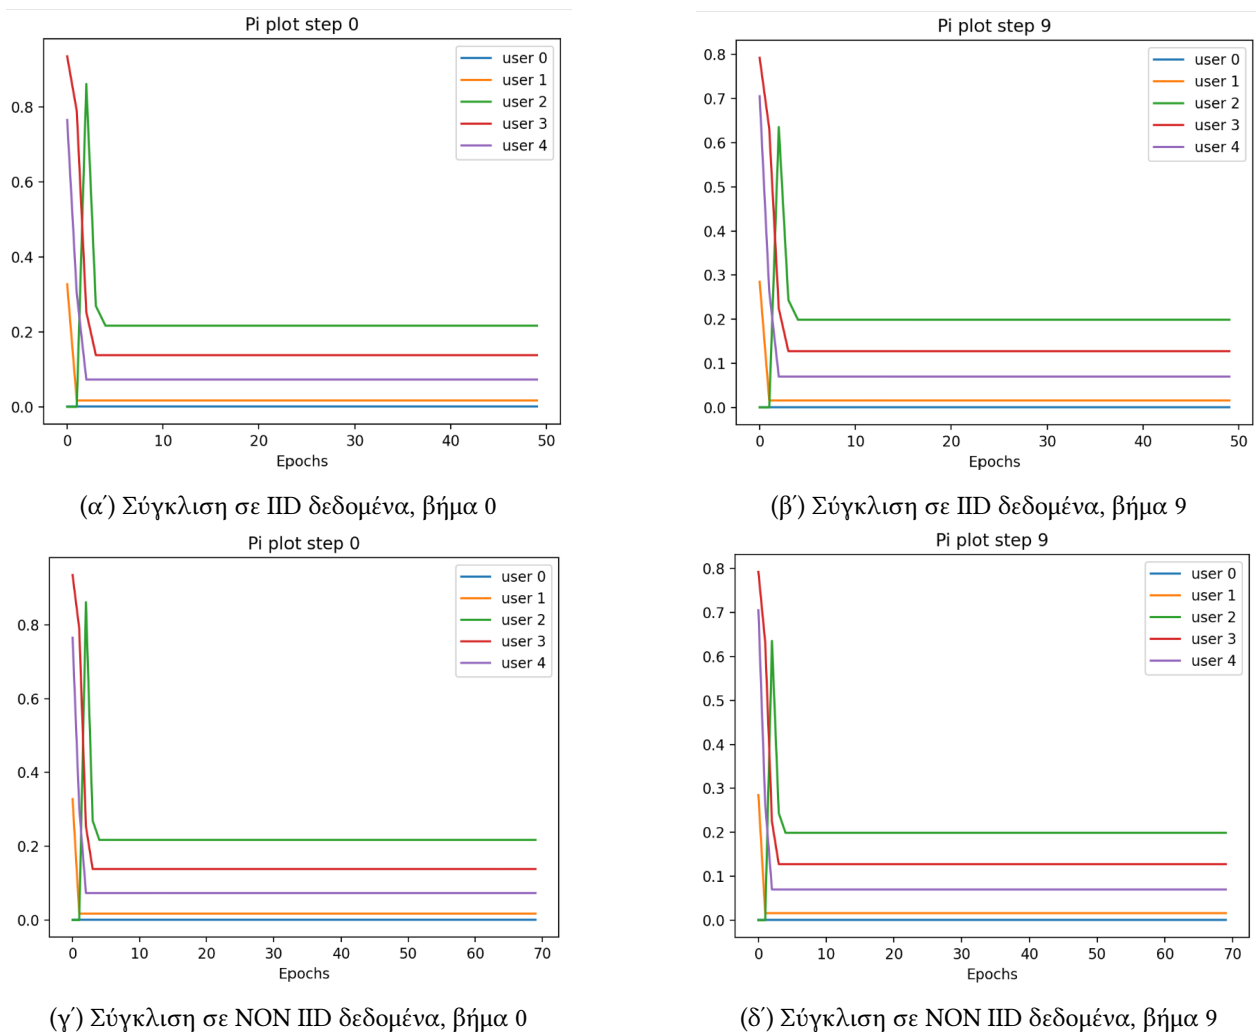 Pi plot step 0
user 0
user 1
user 2
user 3
user 4
0.8
0.6
0.4
0.2
0.0
0 10 20 30 40 50
Epochs
(α΄) Σύγκλιση σε IID δεδομένα, βήμα 0
Pi plot step 9
user 0
user 1
user 2
user 3
user 4
0.8
0.7
0.6
0.5
0.4
0.3
0.2
0.1
0.0
0 10 20 30 40 50
Epochs
(β΄) Σύγκλιση σε IID δεδομένα, βήμα 9
Pi plot step 0
user 0
user 1
user 2
user 3
user 4
0.8
0.6
0.4
0.2
0.0
0 10 20 30 40 50 60 70
Epochs
(γ΄) Σύγκλιση σε NON IID δεδομένα, βήμα 0
Pi plot step 9
user 0
user 1
user 2
user 3
user 4
0.8
0.7
0.6
0.5
0.4
0.3
0.2
0.1
0.0
0 10 20 30 40 50 60 70
Epochs
(δ΄) Σύγκλιση σε NON IID δεδομένα, βήμα 9